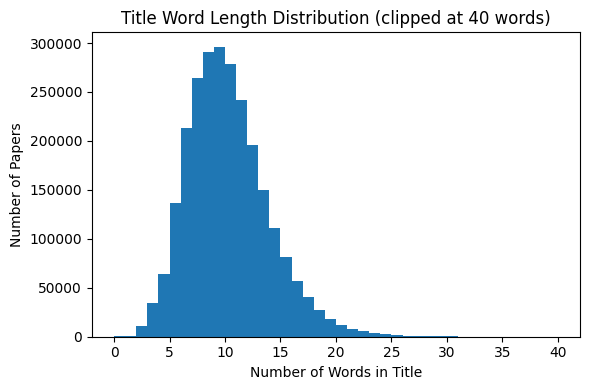 Title Word Length Distribution (clipped at 40 words)
Number of Papers
300000
250000
200000
150000
100000
50000
0
0 5 10 15 20 25 30 35 40
Number of Words in Title